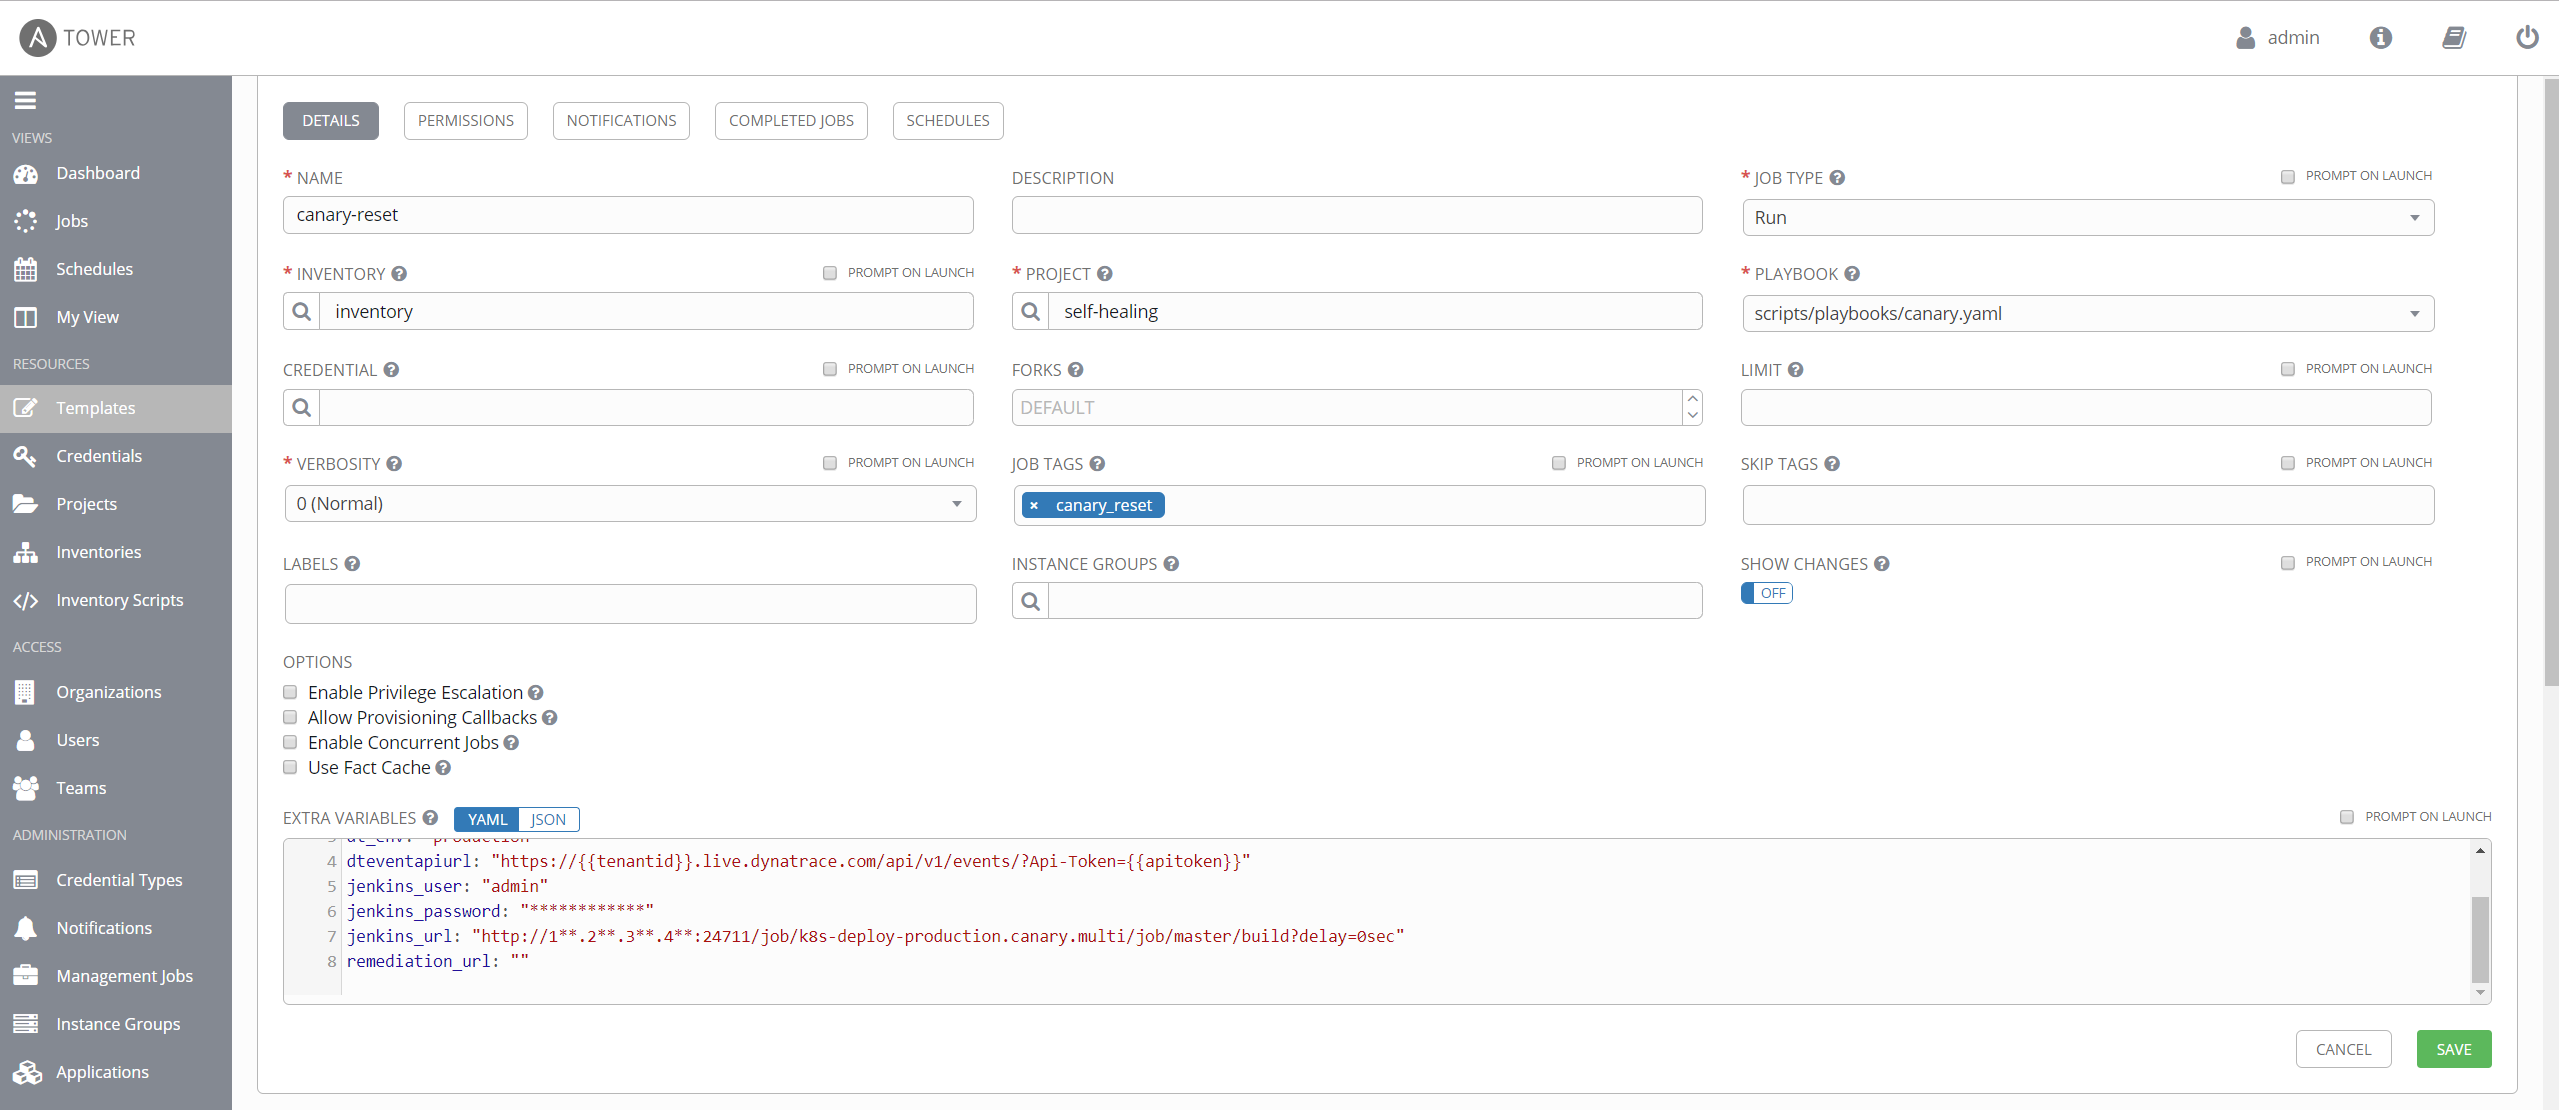 TOWER
admin
VIEWS
Dashboard
Jobs
Schedules
My View
RESOURCES
Templates
Credentials
Projects
Inventories
Inventory Scripts
ACCESS
Organizations
Users
Teams
ADMINISTRATION
Credential Types
Notifications
Management Jobs
Instance Groups
Applications
DETAILS PERMISSIONS NOTIFICATIONS COMPLETED JOBS SCHEDULES
* NAME
canary-reset
DESCRIPTION
* JOB TYPE PROMPT ON LAUNCH
Run
* INVENTORY PROMPT ON LAUNCH
inventory
* PROJECT
self-healing
* PLAYBOOK
scripts/playbooks/canary.yaml
CREDENTIAL PROMPT ON LAUNCH
FORKS
DEFAULT
LIMIT PROMPT ON LAUNCH
* VERBOSITY PROMPT ON LAUNCH
0 (Normal)
JOB TAGS PROMPT ON LAUNCH
× canary_reset
SKIP TAGS PROMPT ON LAUNCH
LABELS
INSTANCE GROUPS
SHOW CHANGES PROMPT ON LAUNCH
OFF
OPTIONS
Enable Privilege Escalation
Allow Provisioning Callbacks
Enable Concurrent Jobs
Use Fact Cache
EXTRA VARIABLES YAML JSON PROMPT ON LAUNCH
3 dt_env: "production"
4 dteventapiurl: "https://{{tenantid}}.live.dynatrace.com/api/v1/events/?Api-Token={{apitoken}}"
5 jenkins_user: "admin"
6 jenkins_password: "************"
7 jenkins_url: "http://1**.2**.3**.4**:24711/job/k8s-deploy-production.canary.multi/job/master/build?delay=0sec"
8 remediation_url: ""
CANCEL SAVE